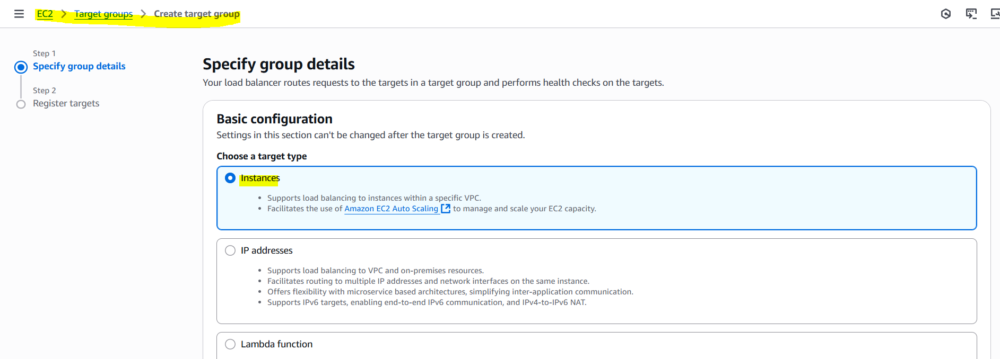 EC2 > Target groups > Create target group
Step 1
Specify group details
Step 2
Register targets
Specify group details
Your load balancer routes requests to the targets in a target group and performs health checks on the targets.
Basic configuration
Settings in this section can't be changed after the target group is created.
Choose a target type
Instances
• Supports load balancing to instances within a specific VPC.
• Facilitates the use of Amazon EC2 Auto Scaling to manage and scale your EC2 capacity.
IP addresses
• Supports load balancing to VPC and on-premises resources.
• Facilitates routing to multiple IP addresses and network interfaces on the same instance.
• Offers flexibility with microservice based architectures, simplifying inter-application communication.
• Supports IPv6 targets, enabling end-to-end IPv6 communication, and IPv4-to-IPv6 NAT.
Lambda function